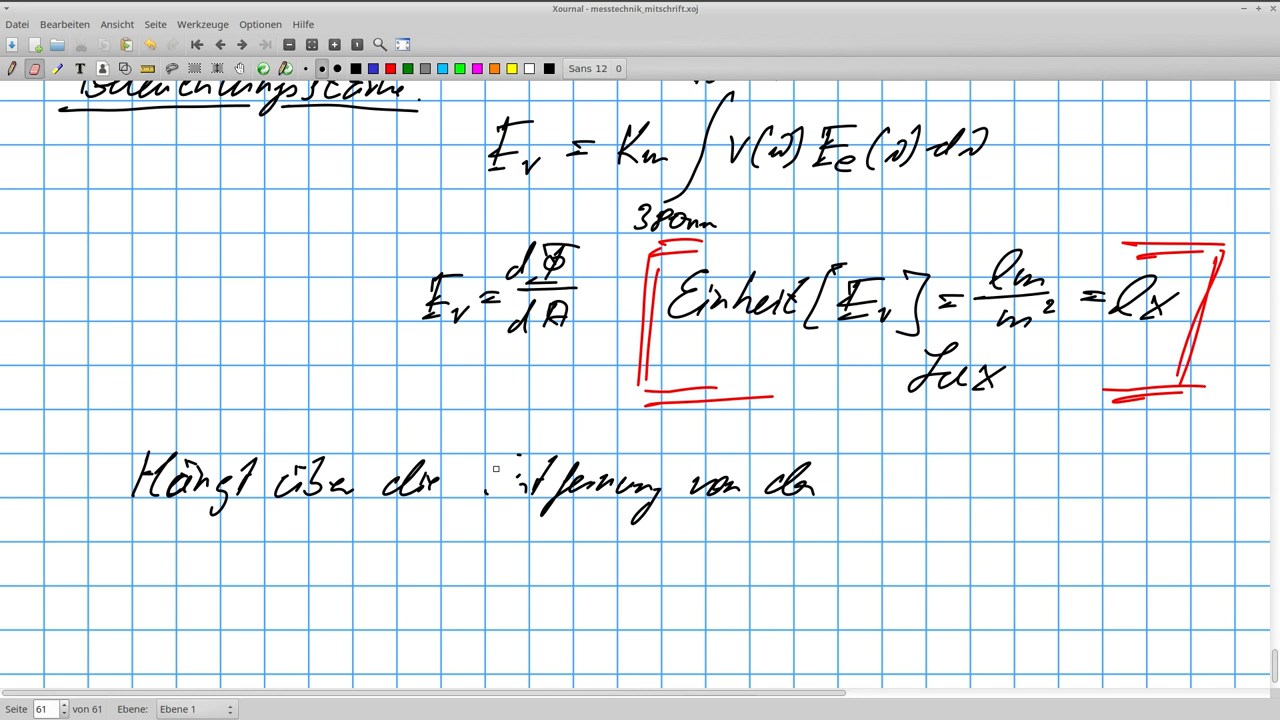 Xournal - messtechnik_mitschrift.xoj
Datei Bearbeiten Ansicht Seite Werkzeuge Optionen Hilfe
Sans 12 0
Beleuchtungsstärke.
E_v = Km ∫ V(λ) E_e(λ) dλ
380nm
E_v = dΦ/dA Einheit [E_v] = lm/m² = lx
Lux
Hängt über die von der
Seite 61 von 61 Ebene: Ebene 1